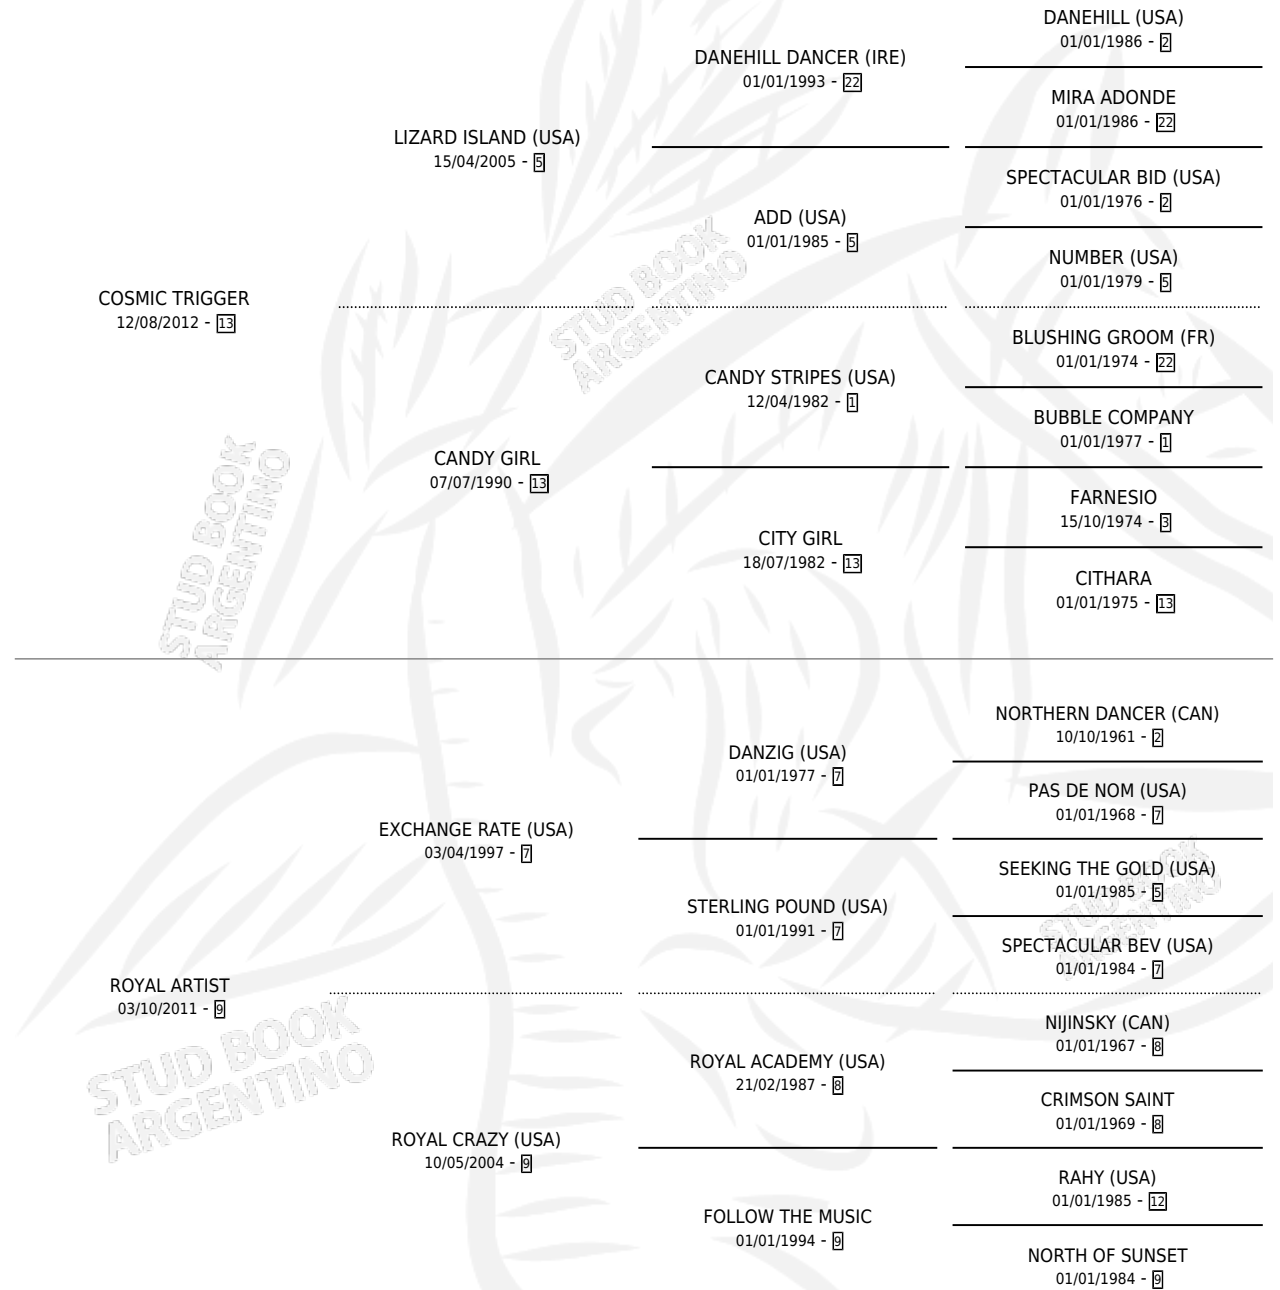 DANEHILL (USA)
01/01/1986 - 2
DANEHILL DANCER (IRE)
01/01/1993 - 22
MIRA ADONDE
01/01/1986 - 22
LIZARD ISLAND (USA)
15/04/2005 - 5
SPECTACULAR BID (USA)
01/01/1976 - 2
ADD (USA)
01/01/1985 - 5
NUMBER (USA)
01/01/1979 - 5
STUD BOOK
ARGENTINO
COSMIC TRIGGER
12/08/2012 - 13
BLUSHING GROOM (FR)
01/01/1974 - 22
CANDY STRIPES (USA)
12/04/1982 - 1
BUBBLE COMPANY
01/01/1977 - 1
CANDY GIRL
07/07/1990 - 13
FARNESIO
15/10/1974 - 3
CITY GIRL
18/07/1982 - 13
CITHARA
01/01/1975 - 13
STUD BOOK
ARGENTINO
NORTHERN DANCER (CAN)
10/10/1961 - 2
DANZIG (USA)
01/01/1977 - 7
PAS DE NOM (USA)
01/01/1968 - 7
EXCHANGE RATE (USA)
03/04/1997 - 7
SEEKING THE GOLD (USA)
01/01/1985 - 5
STERLING POUND (USA)
01/01/1991 - 7
STUD BOOK
ARGENTINO
SPECTACULAR BEV (USA)
01/01/1984 - 7
ROYAL ARTIST
03/10/2011 - 9
STUD BOOK
ARGENTINO
NIJINSKY (CAN)
01/01/1967 - 8
ROYAL ACADEMY (USA)
21/02/1987 - 8
CRIMSON SAINT
01/01/1969 - 8
ROYAL CRAZY (USA)
10/05/2004 - 9
RAHY (USA)
01/01/1985 - 12
FOLLOW THE MUSIC
01/01/1994 - 9
NORTH OF SUNSET
01/01/1984 - 9